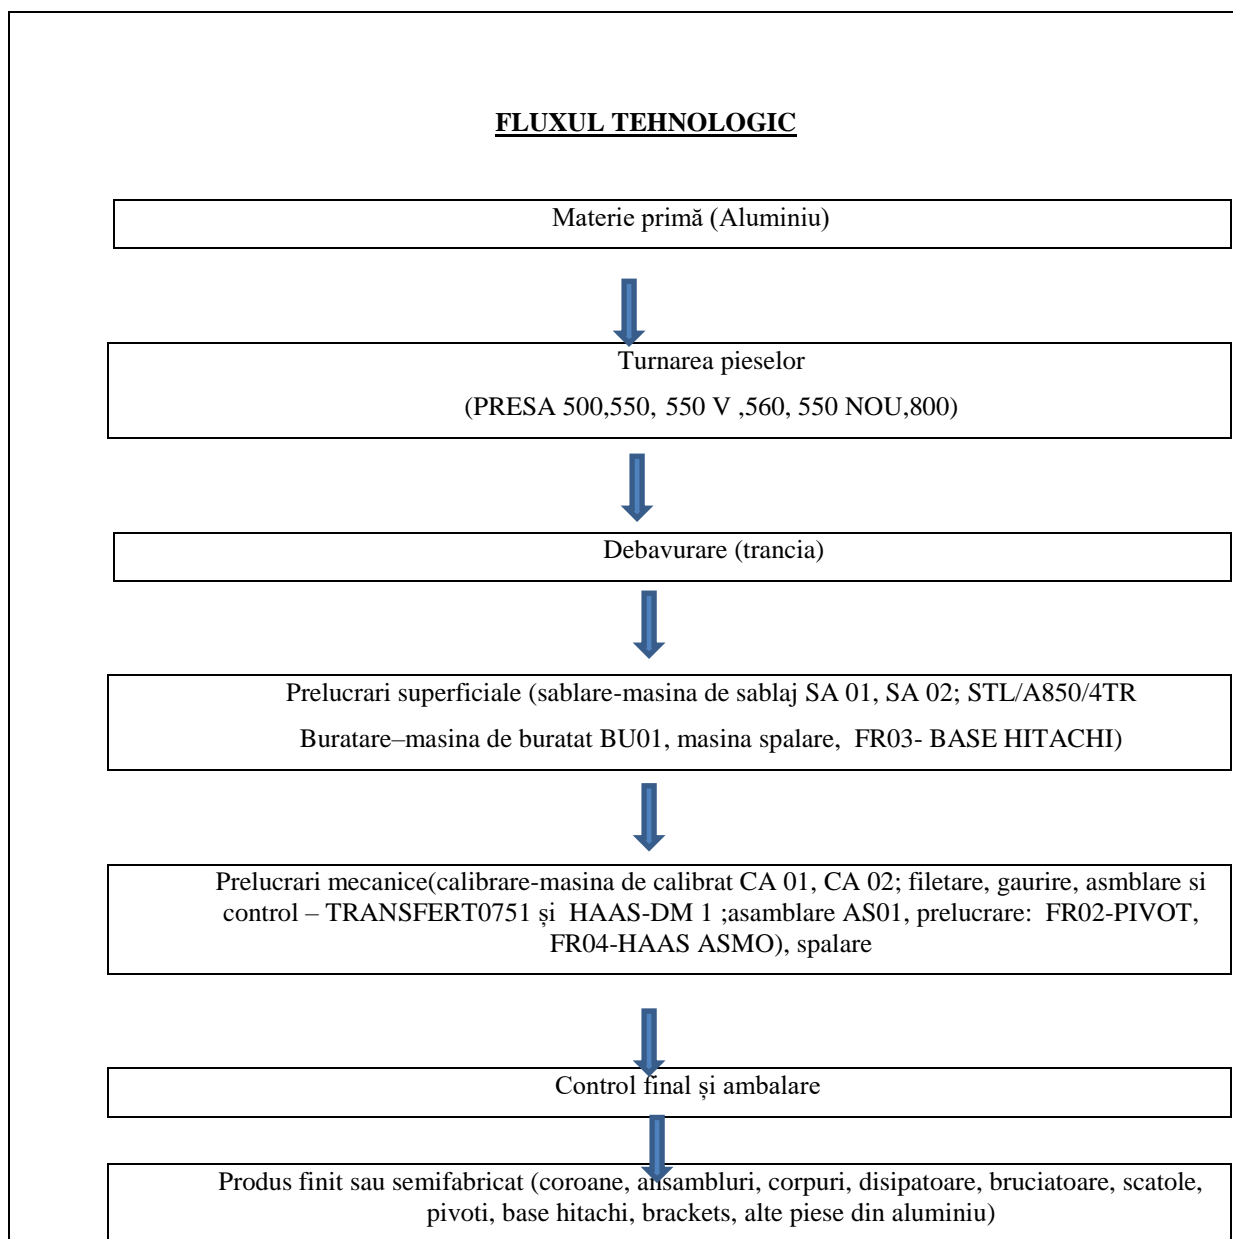 FLUXUL TEHNOLOGIC
Materie primă (Aluminiu)
Turnarea pieselor
(PRESA 500,550, 550 V ,560, 550 NOU,800)
Debavurare (trancia)
Prelucrari superficiale (sablare-masina de sablaj SA 01, SA 02; STL/A850/4TR
Buratare–masina de buratat BU01, masina spalare, FR03- BASE HITACHI)
Prelucrari mecanice(calibrare-masina de calibrat CA 01, CA 02; filetare, gaurire, asmblare si
control – TRANSFERT0751 și HAAS-DM 1 ;asamblare AS01, prelucrare: FR02-PIVOT,
FR04-HAAS ASMO), spalare
Control final și ambalare
Produs finit sau semifabricat (coroane, ansambluri, corpuri, disipatoare, bruciatoare, scatole,
pivoti, base hitachi, brackets, alte piese din aluminiu)